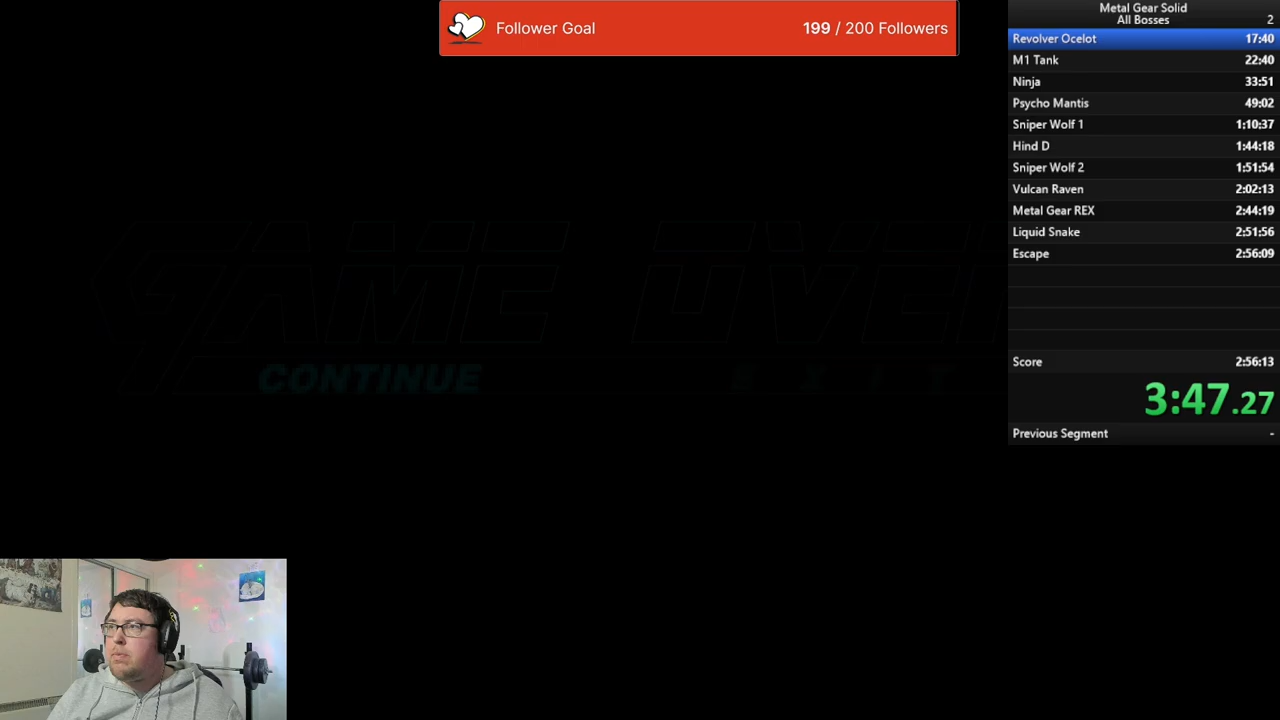 Follower Goal 199 / 200 Followers
Metal Gear Solid
All Bosses 2
Revolver Ocelot 17:40
M1 Tank 22:40
Ninja 33:51
Psycho Mantis 49:02
Sniper Wolf 1 1:10:37
Hind D 1:44:18
Sniper Wolf 2 1:51:54
Vulcan Raven 2:02:13
Metal Gear REX 2:44:19
Liquid Snake 2:51:56
Escape 2:56:09
Score 2:56:13
3:47.27
Previous Segment -
GAME OVER
CONTINUE EXIT